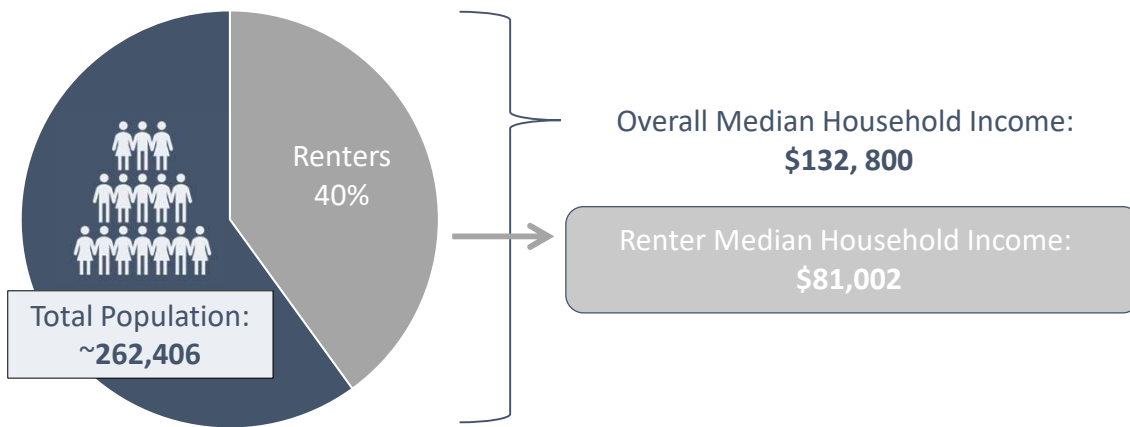 Renters
40%
Total Population:
~262,406
Overall Median Household Income:
$132, 800
Renter Median Household Income:
$81,002